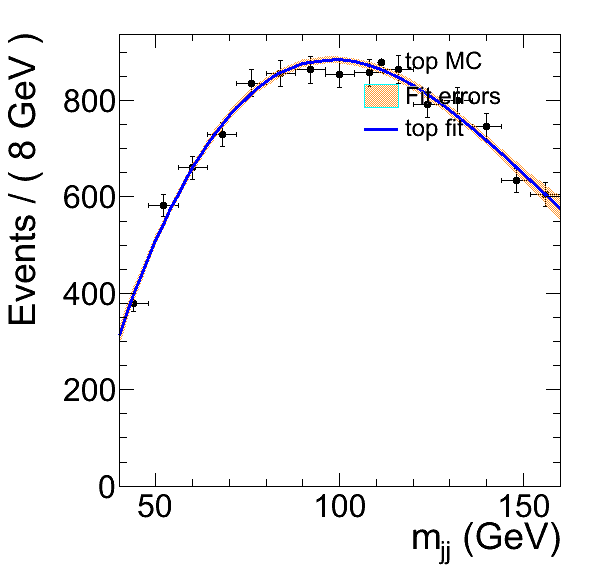 Events / ( 8 GeV )
800
600
400
200
0
50 100 150
m_jj (GeV)
top MC
Fit errors
top fit